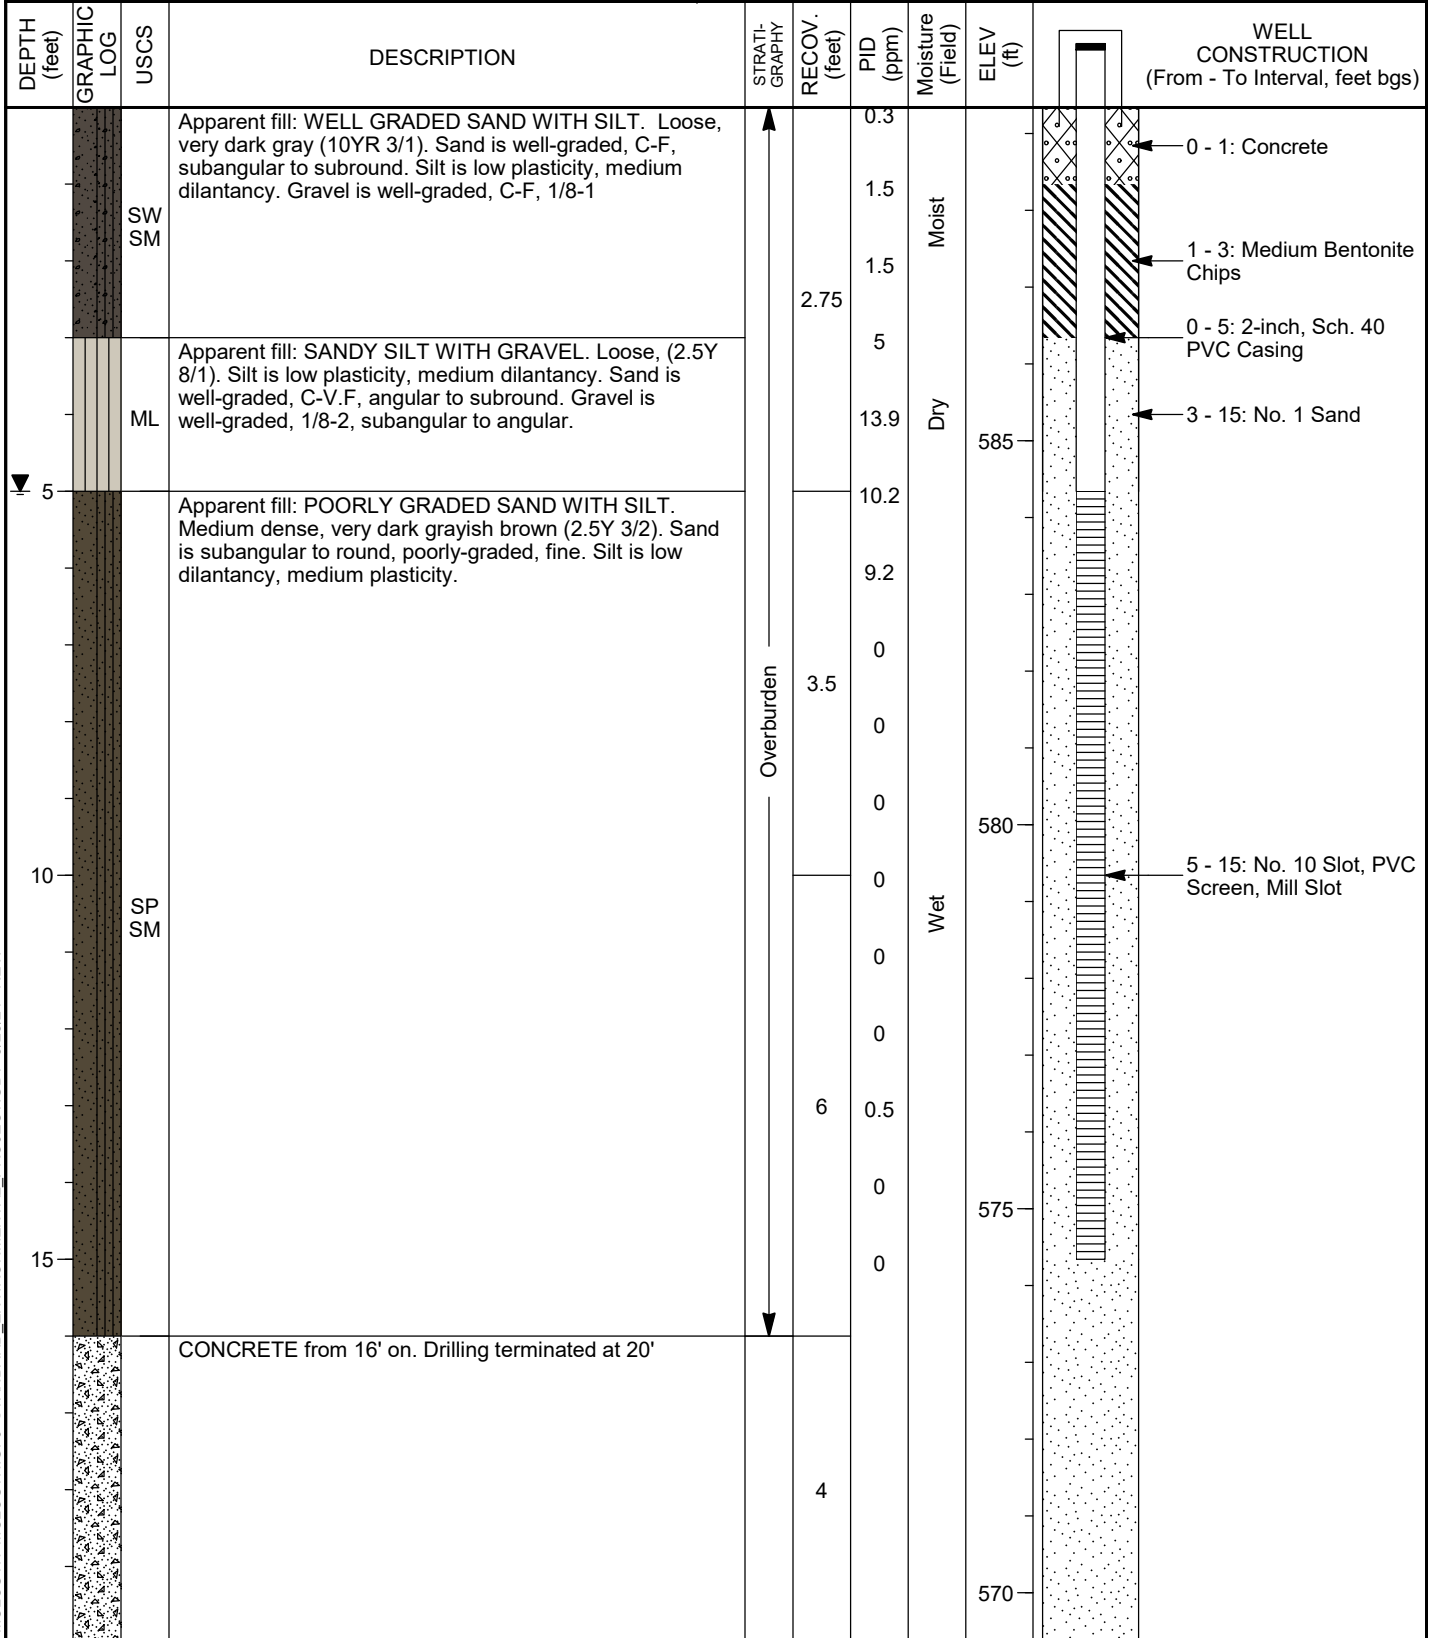 DEPTH
(feet)
GRAPHIC
LOG
USCS
DESCRIPTION
STRATI-
GRAPHY
RECOV.
(feet)
PID
(ppm)
Moisture
(Field)
ELEV
(ft)
WELL
CONSTRUCTION
(From - To Interval, feet bgs)
Apparent fill: WELL GRADED SAND WITH SILT. Loose,
very dark gray (10YR 3/1). Sand is well-graded, C-F,
subangular to subround. Silt is low plasticity, medium
dilantancy. Gravel is well-graded, C-F, 1/8-1
SW
SM
0.3
1.5
1.5
2.75
5
Moist
0 - 1: Concrete
1 - 3: Medium Bentonite
Chips
0 - 5: 2-inch, Sch. 40
PVC Casing
Apparent fill: SANDY SILT WITH GRAVEL. Loose, (2.5Y
8/1). Silt is low plasticity, medium dilantancy. Sand is
well-graded, C-V.F, angular to subround. Gravel is
well-graded, 1/8-2, subangular to angular.
ML
13.9
Dry
585
3 - 15: No. 1 Sand
5
Apparent fill: POORLY GRADED SAND WITH SILT.
Medium dense, very dark grayish brown (2.5Y 3/2). Sand
is subangular to round, poorly-graded, fine. Silt is low
dilantancy, medium plasticity.
10.2
9.2
0
3.5
Overburden
0
0
580
10
0
5 - 15: No. 10 Slot, PVC
Screen, Mill Slot
SP
SM
Wet
0
0
6
0.5
0
575
15
0
CONCRETE from 16' on. Drilling terminated at 20'
4
570